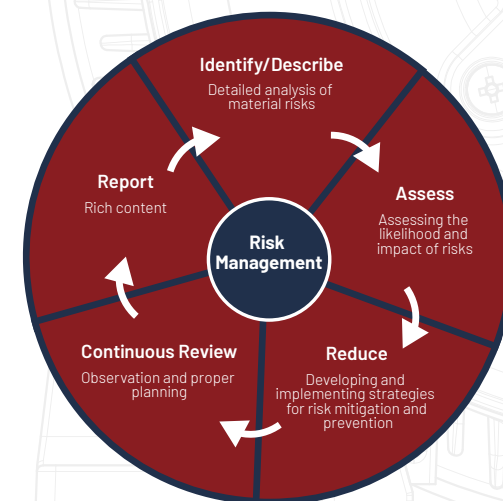 Identify/Describe
Detailed analysis of
material risks
Assess
Assessing the
likelihood and
impact of risks
Reduce
Developing and
implementing strategies
for risk mitigation and
prevention
Continuous Review
Observation and proper
planning
Report
Rich content
Risk
Management